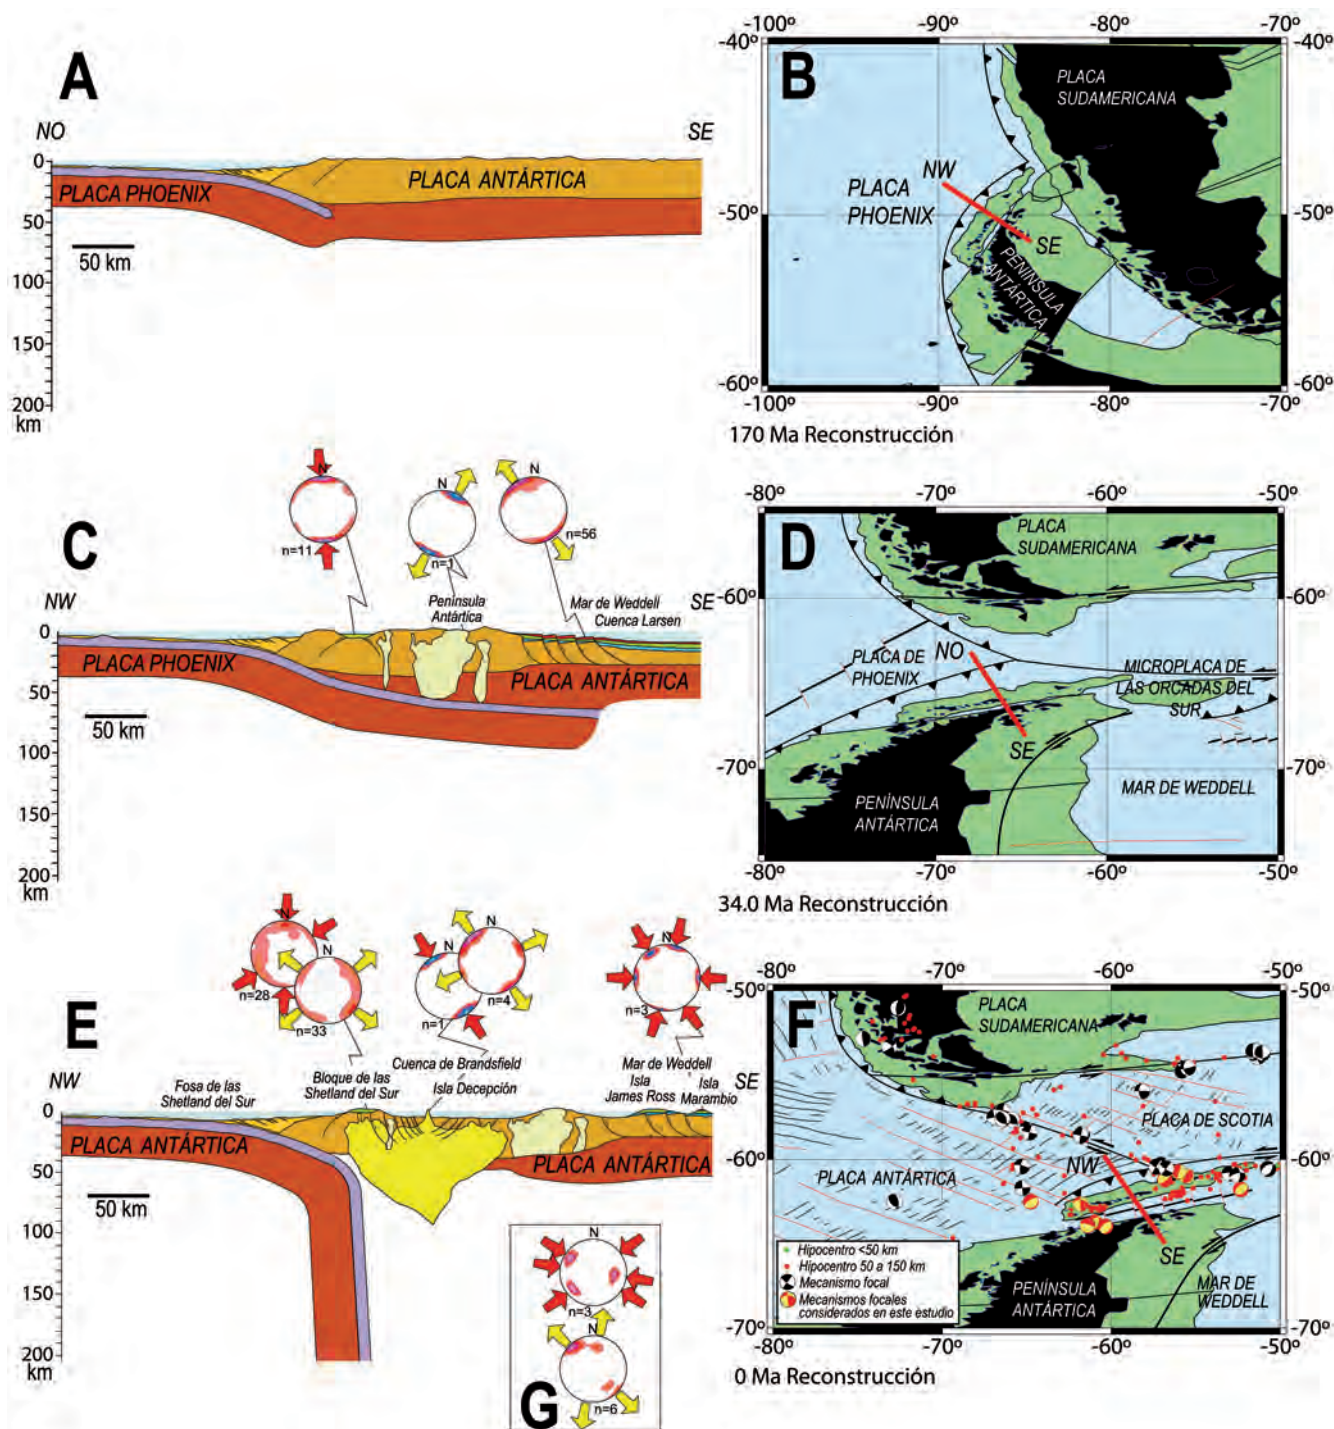 A
NO
SE
0
50
100
150
200
km
PLACA PHOENIX
PLACA ANTÁRTICA
50 km
B
-100º
-90º
-80º
-70º
-40º
-40º
-50º
-50º
-60º
-60º
-100º
-90º
-80º
-70º
PLACA
SUDAMERICANA
PLACA
PHOENIX
NW
SE
PENÍNSULA
ANTÁRTICA
170 Ma Reconstrucción
C
N
n=11
N
n=1
N
n=56
NW
SE
Península
Antártica
Mar de Weddell
Cuenca Larsen
0
50
100
150
200
km
PLACA PHOENIX
PLACA ANTÁRTICA
50 km
D
-80º
-70º
-60º
-50º
-60º
-60º
-70º
-70º
-80º
-70º
-60º
-50º
PLACA
SUDAMERICANA
PLACA DE
PHOENIX
NO
SE
MICROPLACA DE
LAS ORCADAS DEL
SUR
MAR DE WEDDELL
PENÍNSULA
ANTÁRTICA
34.0 Ma Reconstrucción
E
N
n=28
N
n=33
n=1
N
n=4
N
n=3
NW
SE
Fosa de las
Shetland del Sur
Bloque de las
Shetland del Sur
Cuenca de Brandsfield
Isla Decepción
Mar de Weddell
Isla
James Ross
Isla
Marambio
0
50
100
150
200
km
PLACA ANTÁRTICA
PLACA ANTÁRTICA
50 km
G
N
n=3
N
n=6
F
-80º
-70º
-60º
-50º
-50º
-50º
-60º
-60º
-70º
-70º
-80º
-70º
-60º
-50º
PLACA
SUDAMERICANA
PLACA DE SCOTIA
PLACA ANTÁRTICA
NW
SE
MAR DE
WEDDELL
PENÍNSULA
ANTÁRTICA
Hipocentro <50 km
Hipocentro 50 a 150 km
Mecanismo focal
Mecanismos focales
considerados en este estudio
0 Ma Reconstrucción